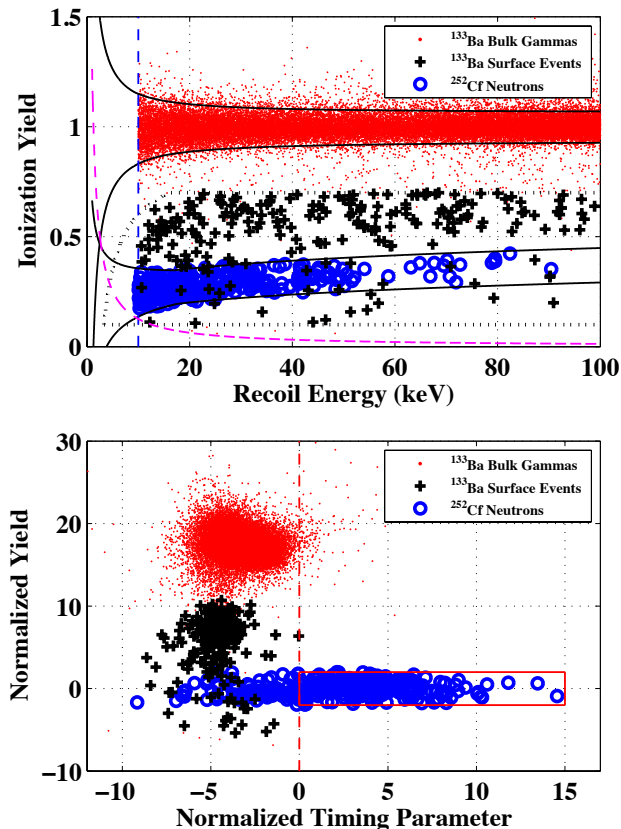 1.5
1
0.5
0
Ionization Yield
¹³³Ba Bulk Gammas
¹³³Ba Surface Events
²⁵²Cf Neutrons
0 20 40 60 80 100
Recoil Energy (keV)
30
20
10
0
−10
Normalized Yield
¹³³Ba Bulk Gammas
¹³³Ba Surface Events
²⁵²Cf Neutrons
−10 −5 0 5 10 15
Normalized Timing Parameter